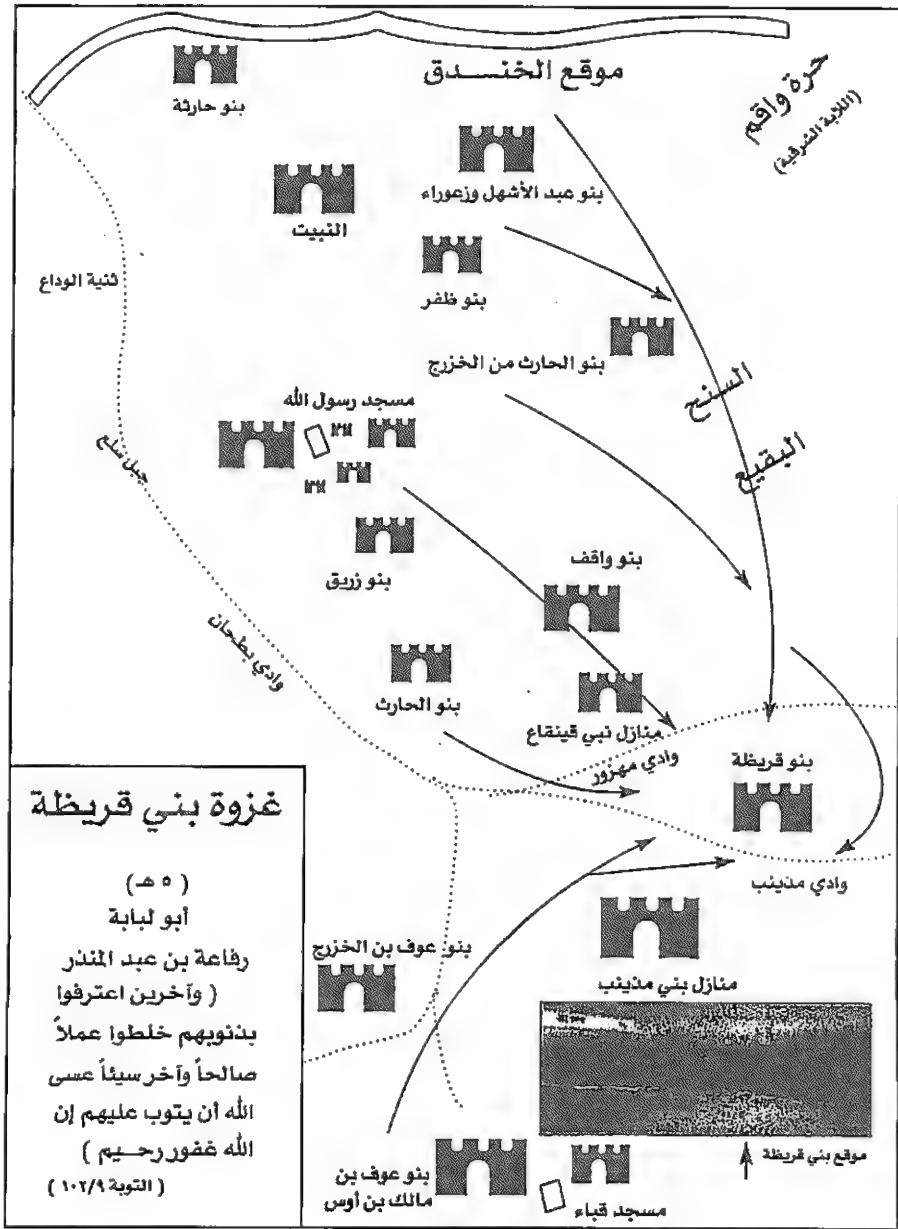 موقع الخنـــدق
حرة واقم
(اللابة الشرقية)
بنو حارثة
بنو عبد الأشهل وزعوراء
النبيت
ثنية الوداع
بنو ظفر
بنو الحارث من الخزرج
السنح
مسجد رسول الله
البقيع
جبل سلع
بنو زريق
بنو واقف
وادي بطحان
بنو الحارث
منازل نبي قينقاع
وادي مهزور
بنو قريظة
وادي مذينب
منازل بني مذينب
بنو عوف بن الخزرج
غزوة بني قريظة
( ٥ هـ )
أبو لبابة
رفاعة بن عبد المنذر
( وآخرين اعترفوا
بذنوبهم خلطوا عملاً
صالحاً وآخر سيئاً عسى
الله أن يتوب عليهم إن
الله غفور رحـيم )
( التوبة ١٠٢/٩ )
موقع بني قريظة
بنو عوف بن
مالك بن أوس
مسجد قباء